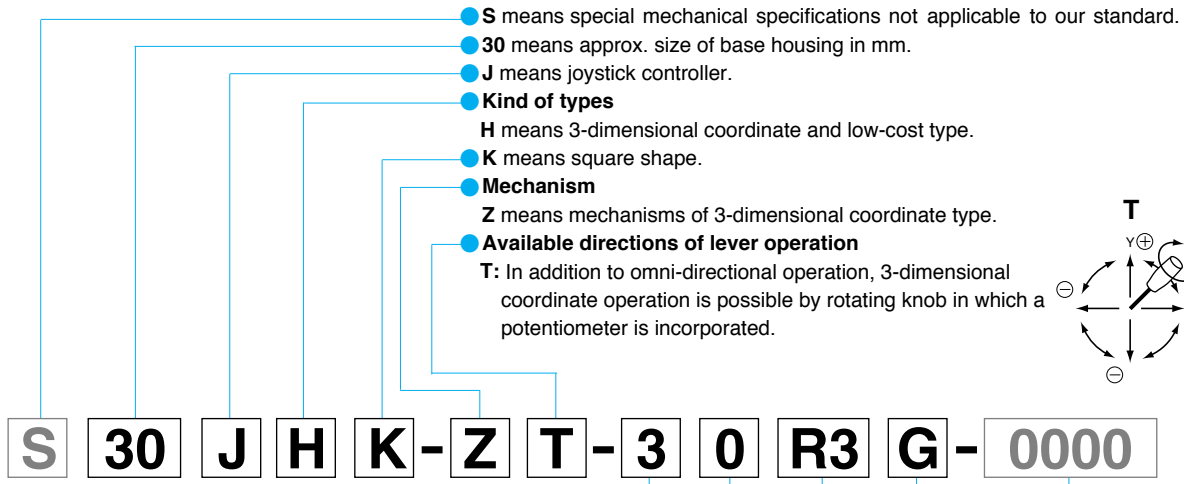 S means special mechanical specifications not applicable to our standard.
30 means approx. size of base housing in mm.
J means joystick controller.
Kind of types
H means 3-dimensional coordinate and low-cost type.
K means square shape.
Mechanism
Z means mechanisms of 3-dimensional coordinate type.
Available directions of lever operation
T: In addition to omni-directional operation, 3-dimensional
coordinate operation is possible by rotating knob in which a
potentiometer is incorporated.
T
Y ⊕
⊖
⊖
S 30 J H K - Z T - 3 0 R3 G - 0000